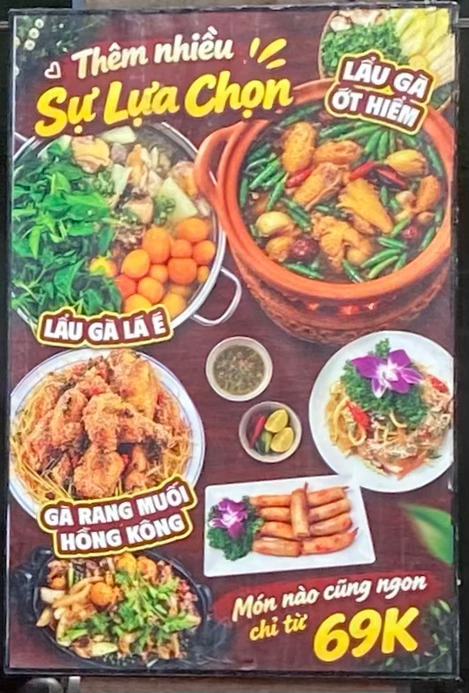 Thêm nhiều
Sự Lựa Chọn
LẨU GÀ
ỚT HIỂM
LẨU GÀ LÁ É
GÀ RANG MUỐI
HỒNG KÔNG
Món nào cũng ngon
chỉ từ 69K